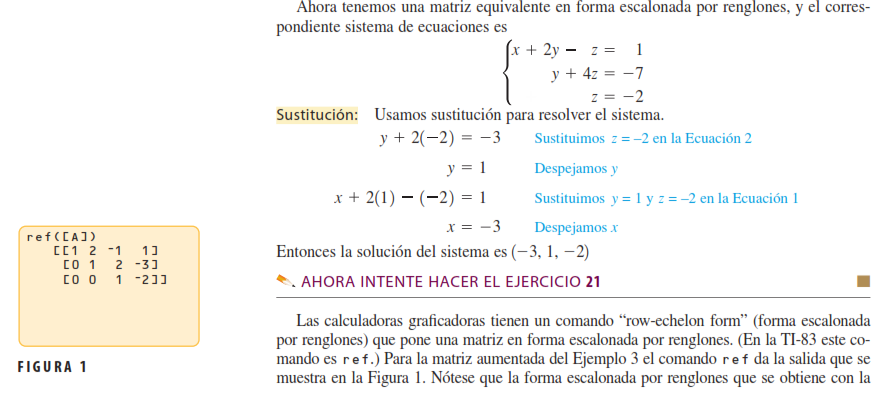 Ahora tenemos una matriz equivalente en forma escalonada por renglones, y el corres-
pondiente sistema de ecuaciones es
x + 2y − z = 1
y + 4z = −7
z = −2
Sustitución: Usamos sustitución para resolver el sistema.
y + 2(−2) = −3 Sustituimos z = –2 en la Ecuación 2
y = 1 Despejamos y
x + 2(1) − (−2) = 1 Sustituimos y = 1 y z = –2 en la Ecuación 1
x = −3 Despejamos x
Entonces la solución del sistema es (−3, 1, −2)
AHORA INTENTE HACER EL EJERCICIO 21
ref([A])
[[1 2 -1 1]
[0 1 2 -3]
[0 0 1 -2]]
FIGURA 1
Las calculadoras graficadoras tienen un comando “row-echelon form” (forma escalonada
por renglones) que pone una matriz en forma escalonada por renglones. (En la TI-83 este co-
mando es ref.) Para la matriz aumentada del Ejemplo 3 el comando ref da la salida que se
muestra en la Figura 1. Nótese que la forma escalonada por renglones que se obtiene con la